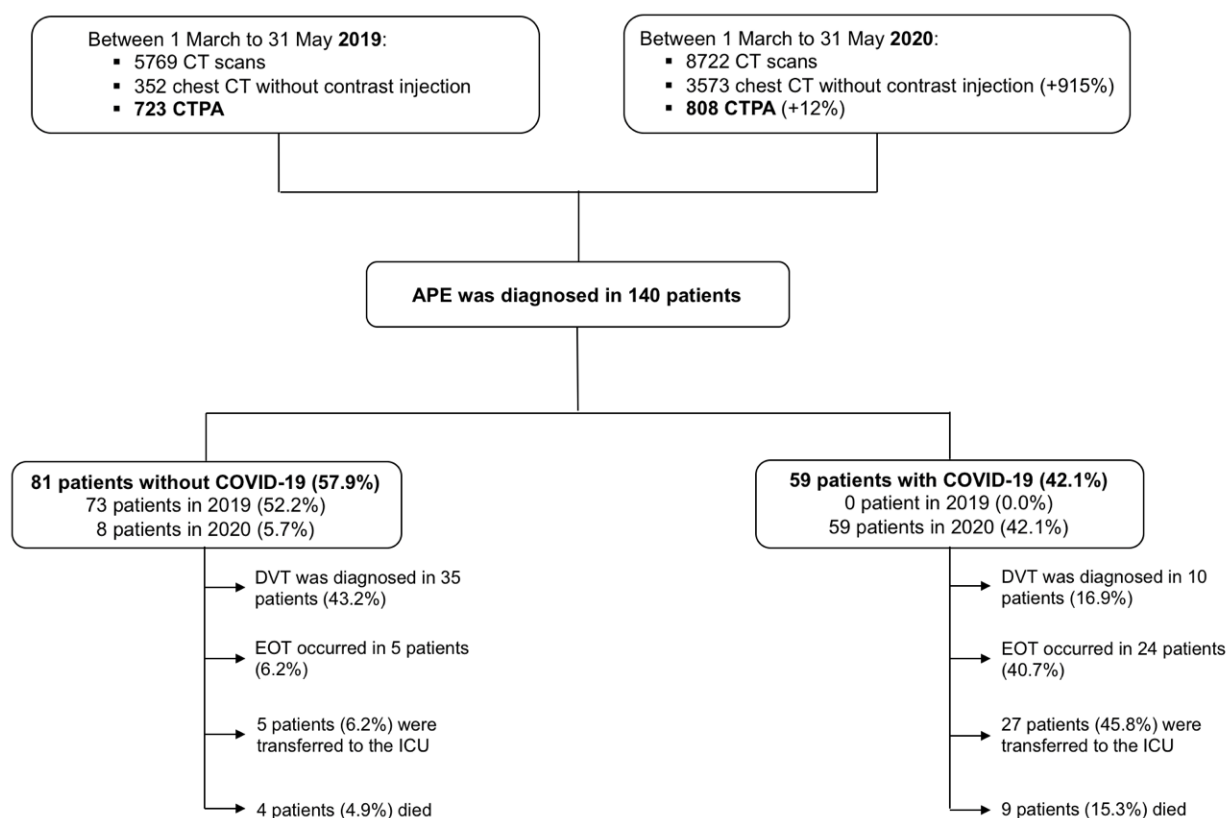 Between 1 March to 31 May 2019:
▪ 5769 CT scans
▪ 352 chest CT without contrast injection
▪ 723 CTPA
Between 1 March to 31 May 2020:
▪ 8722 CT scans
▪ 3573 chest CT without contrast injection (+915%)
▪ 808 CTPA (+12%)
APE was diagnosed in 140 patients
81 patients without COVID-19 (57.9%)
73 patients in 2019 (52.2%)
8 patients in 2020 (5.7%)
DVT was diagnosed in 35
patients (43.2%)
EOT occurred in 5 patients
(6.2%)
5 patients (6.2%) were
transferred to the ICU
4 patients (4.9%) died
59 patients with COVID-19 (42.1%)
0 patient in 2019 (0.0%)
59 patients in 2020 (42.1%)
DVT was diagnosed in 10
patients (16.9%)
EOT occurred in 24 patients
(40.7%)
27 patients (45.8%) were
transferred to the ICU
9 patients (15.3%) died